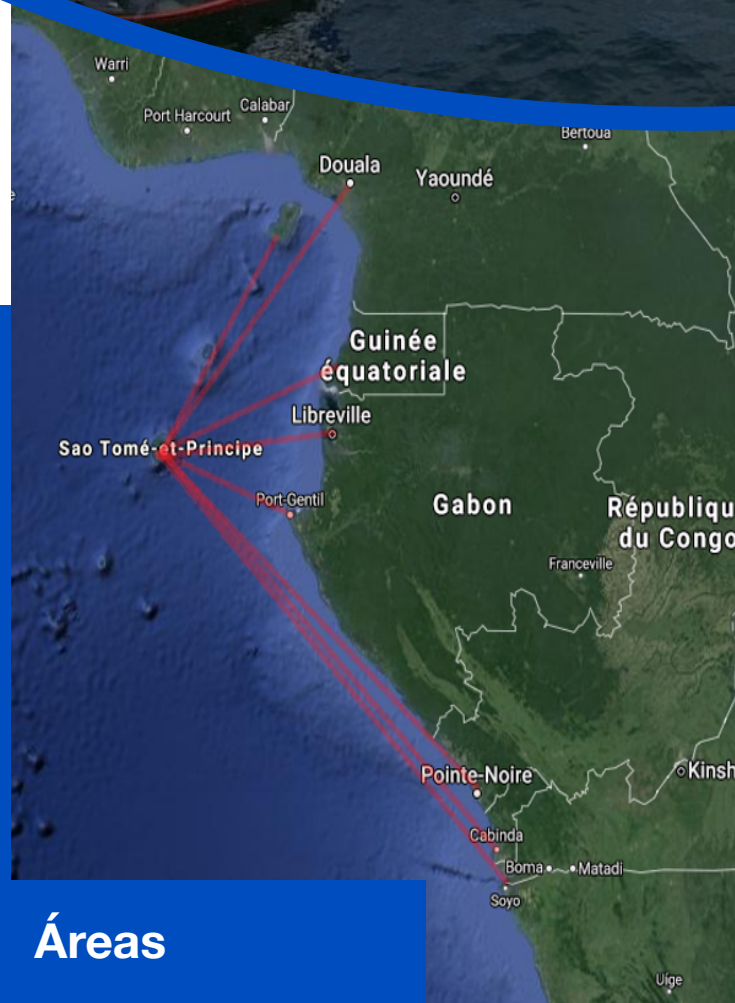 Warri
Calabar
Port Harcourt
Bertoua
Douala
Yaoundé
Guinée
équatoriale
Libreville
Sao Tomé-et-Principe
Port-Gentil
Gabon
Républiqu
du Congo
Franceville
Pointe-Noire
Kinsh
Cabinda
Boma
Matadi
Soyo
Áreas
Uíge